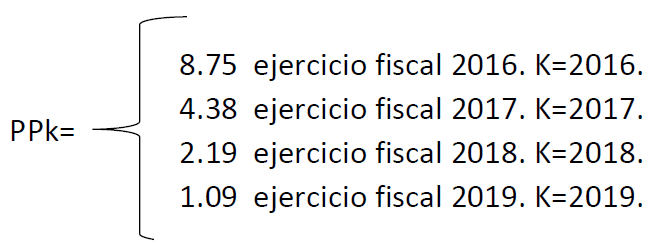 8.75 ejercicio fiscal 2016. K=2016.
4.38 ejercicio fiscal 2017. K=2017.
PPk=
2.19 ejercicio fiscal 2018. K=2018.
1.09 ejercicio fiscal 2019. K=2019.